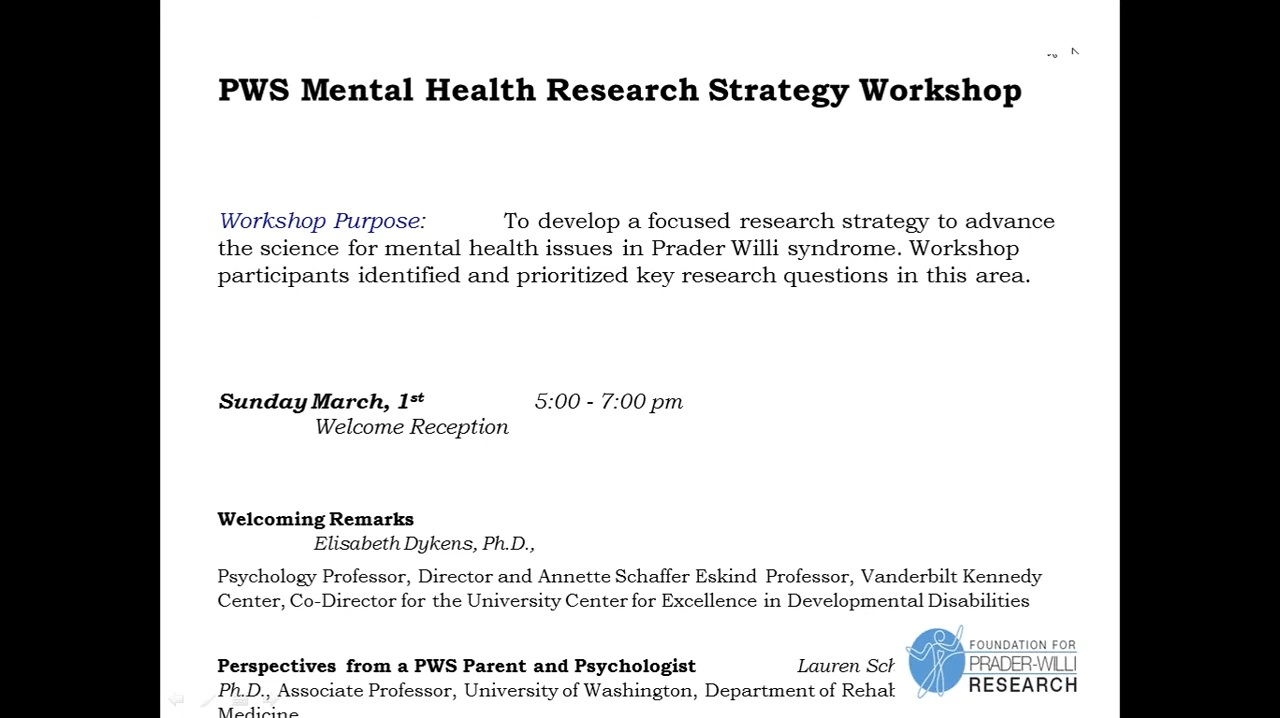 PWS Mental Health Research Strategy Workshop
Workshop Purpose: To develop a focused research strategy to advance
the science for mental health issues in Prader Willi syndrome. Workshop
participants identified and prioritized key research questions in this area.
Sunday March, 1st 5:00 - 7:00 pm
Welcome Reception
Welcoming Remarks
Elisabeth Dykens, Ph.D.,
Psychology Professor, Director and Annette Schaffer Eskind Professor, Vanderbilt Kennedy
Center, Co-Director for the University Center for Excellence in Developmental Disabilities
Perspectives from a PWS Parent and Psychologist Lauren
Ph.D., Associate Professor, University of Washington, Department of
Medicine
FOUNDATION FOR
PRADER-WILLI
RESEARCH